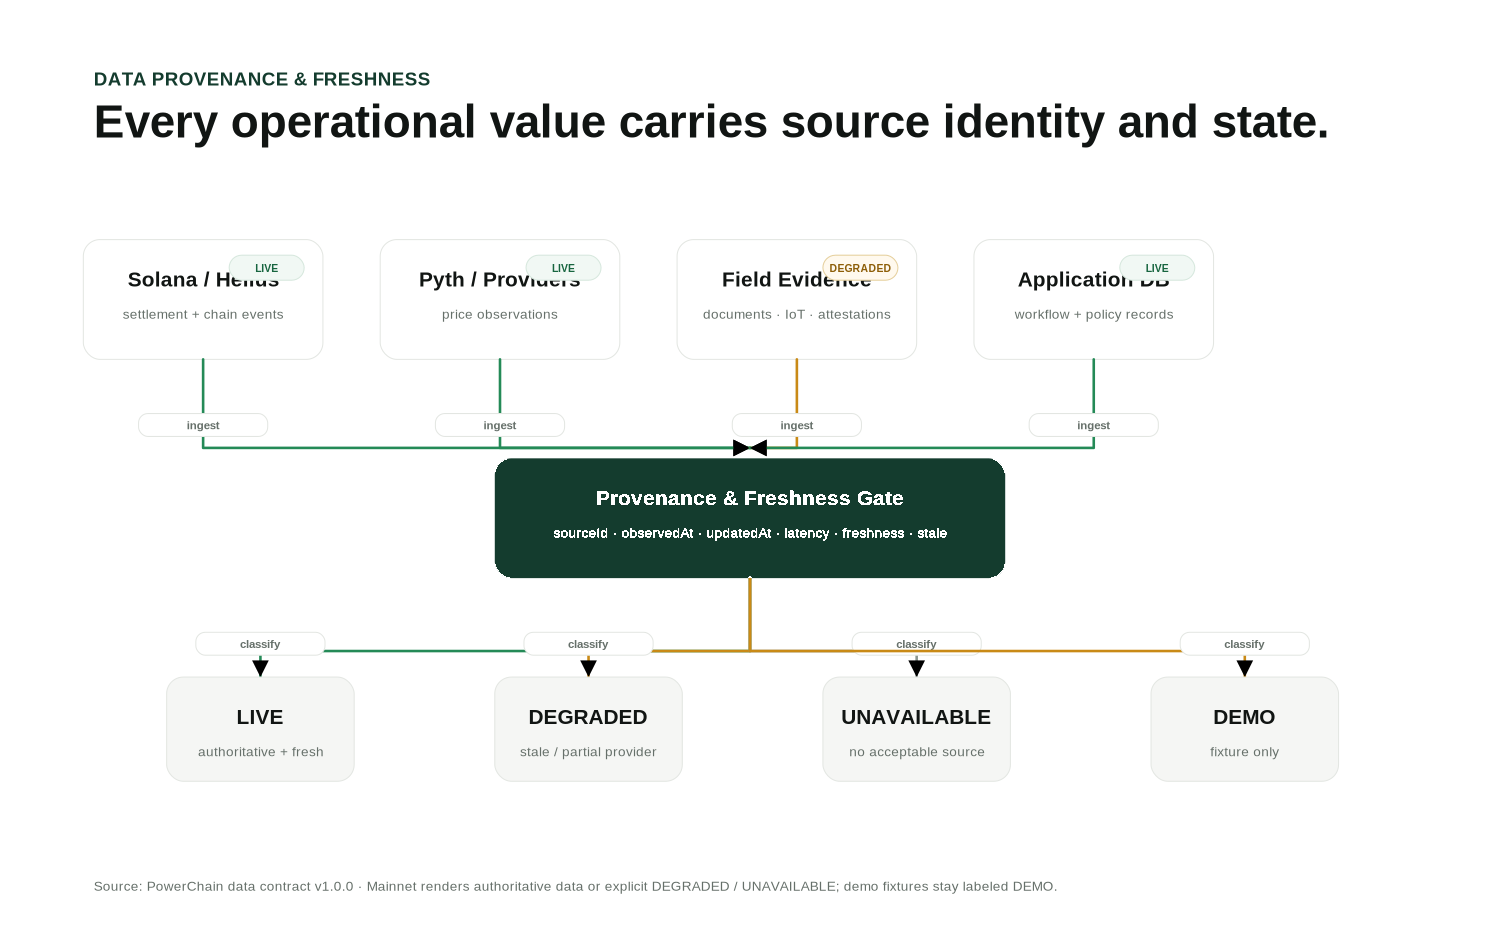 DATA PROVENANCE & FRESHNESS
Every operational value carries source identity and state.
LIVE
Solana / Helius
settlement + chain events
LIVE
Pyth / Providers
price observations
DEGRADED
Field Evidence
documents · IoT · attestations
LIVE
Application DB
workflow + policy records
ingest
ingest
ingest
ingest
Provenance & Freshness Gate
sourceId · observedAt · updatedAt · latency · freshness · stale
classify
classify
classify
classify
LIVE
authoritative + fresh
DEGRADED
stale / partial provider
UNAVAILABLE
no acceptable source
DEMO
fixture only
Source: PowerChain data contract v1.0.0 · Mainnet renders authoritative data or explicit DEGRADED / UNAVAILABLE; demo fixtures stay labeled DEMO.